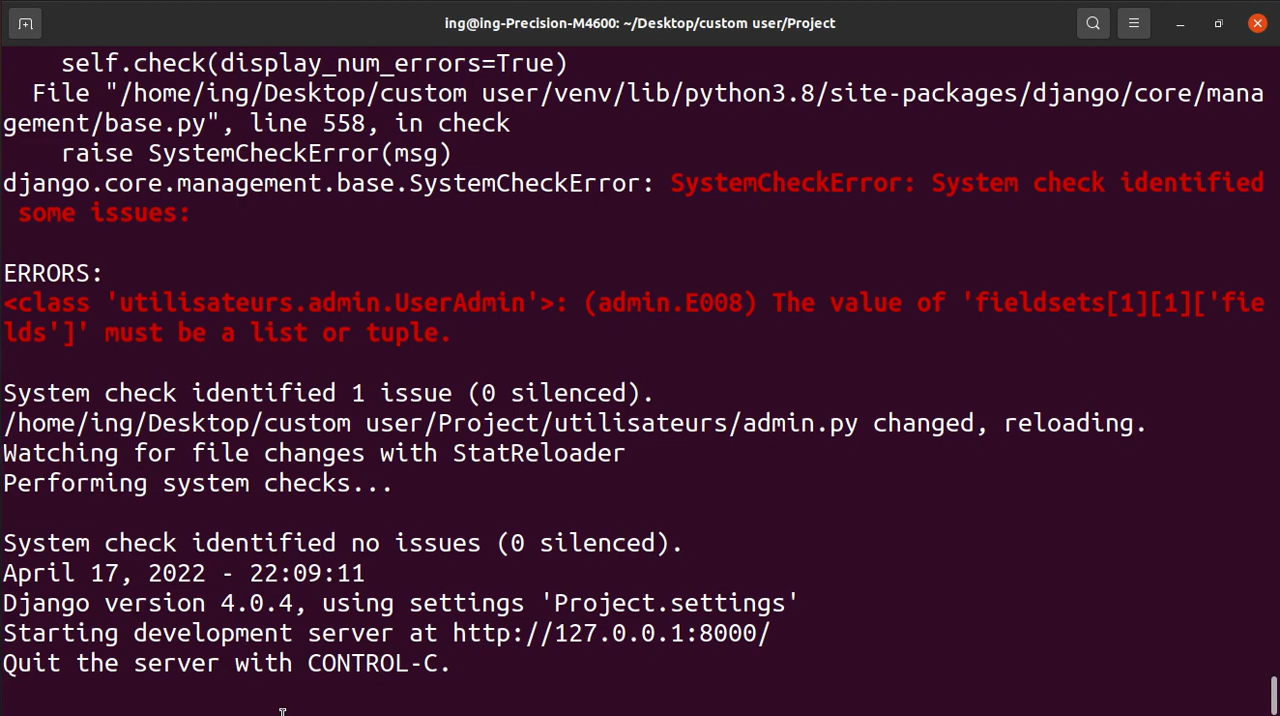 ing@ing-Precision-M4600: ~/Desktop/custom user/Project
self.check(display_num_errors=True)
File "/home/ing/Desktop/custom user/venv/lib/python3.8/site-packages/django/core/mana
gement/base.py", line 558, in check
raise SystemCheckError(msg)
django.core.management.base.SystemCheckError: SystemCheckError: System check identified
some issues:
ERRORS:
<class 'utilisateurs.admin.UserAdmin'>: (admin.E008) The value of 'fieldsets[1][1]['fie
lds']' must be a list or tuple.
System check identified 1 issue (0 silenced).
/home/ing/Desktop/custom user/Project/utilisateurs/admin.py changed, reloading.
Watching for file changes with StatReloader
Performing system checks...
System check identified no issues (0 silenced).
April 17, 2022 - 22:09:11
Django version 4.0.4, using settings 'Project.settings'
Starting development server at http://127.0.0.1:8000/
Quit the server with CONTROL-C.